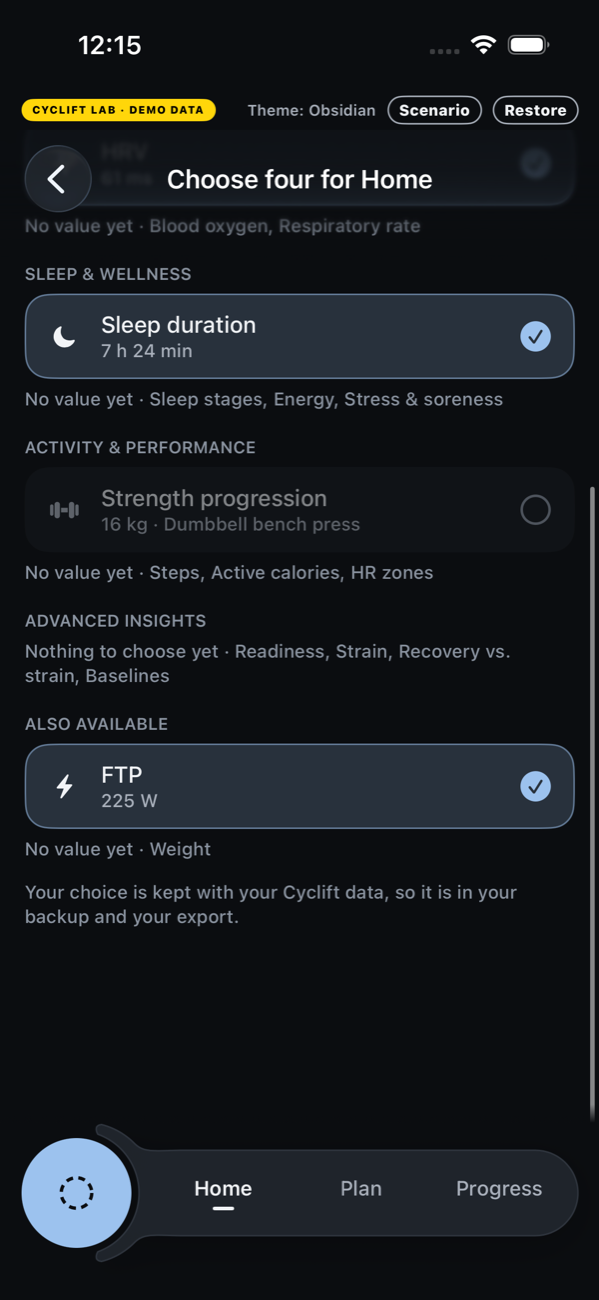 12:15
CYCLIFT LAB · DEMO DATA
Theme: Obsidian
Scenario
Restore
HRV
61 ms
Choose four for Home
No value yet · Blood oxygen, Respiratory rate
SLEEP & WELLNESS
Sleep duration
7 h 24 min
No value yet · Sleep stages, Energy, Stress & soreness
ACTIVITY & PERFORMANCE
Strength progression
16 kg · Dumbbell bench press
No value yet · Steps, Active calories, HR zones
ADVANCED INSIGHTS
Nothing to choose yet · Readiness, Strain, Recovery vs.
strain, Baselines
ALSO AVAILABLE
FTP
225 W
No value yet · Weight
Your choice is kept with your Cyclift data, so it is in your
backup and your export.
Home
Plan
Progress